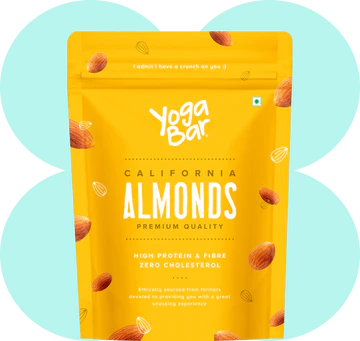 I admit I have a crunch on you :)
Yoga
Bar
CALIFORNIA
ALMONDS
PREMIUM QUALITY
HIGH PROTEIN & FIBRE
ZERO CHOLESTEROL
Ethically sourced from farmers
devoted to providing you with a great
snacking experience